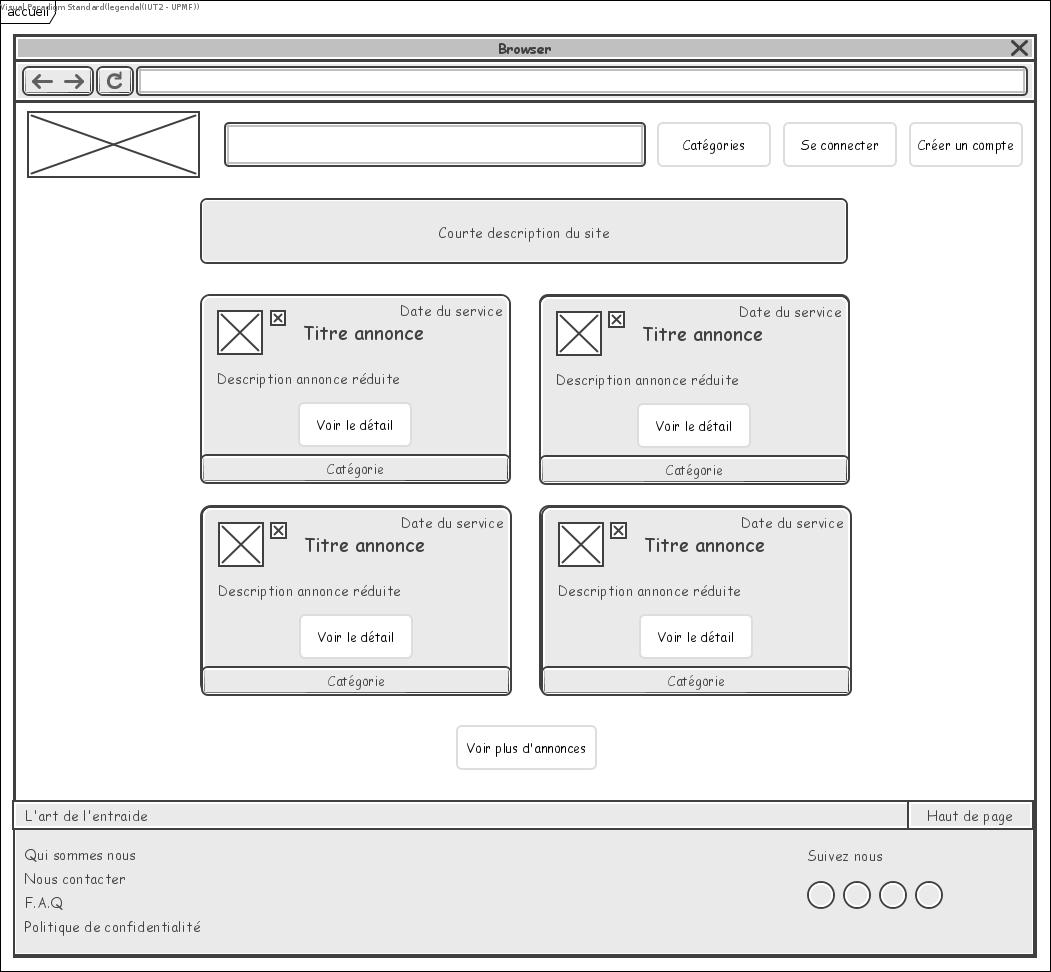 Visual Paradigm Standard(legendal(IUT2 - UPMF))
accueil
Browser
Catégories
Se connecter
Créer un compte
Courte description du site
Date du service
Titre annonce
Description annonce réduite
Voir le détail
Catégorie
Date du service
Titre annonce
Description annonce réduite
Voir le détail
Catégorie
Date du service
Titre annonce
Description annonce réduite
Voir le détail
Catégorie
Date du service
Titre annonce
Description annonce réduite
Voir le détail
Catégorie
Voir plus d'annonces
L'art de l'entraide
Haut de page
Qui sommes nous
Nous contacter
F.A.Q
Politique de confidentialité
Suivez nous